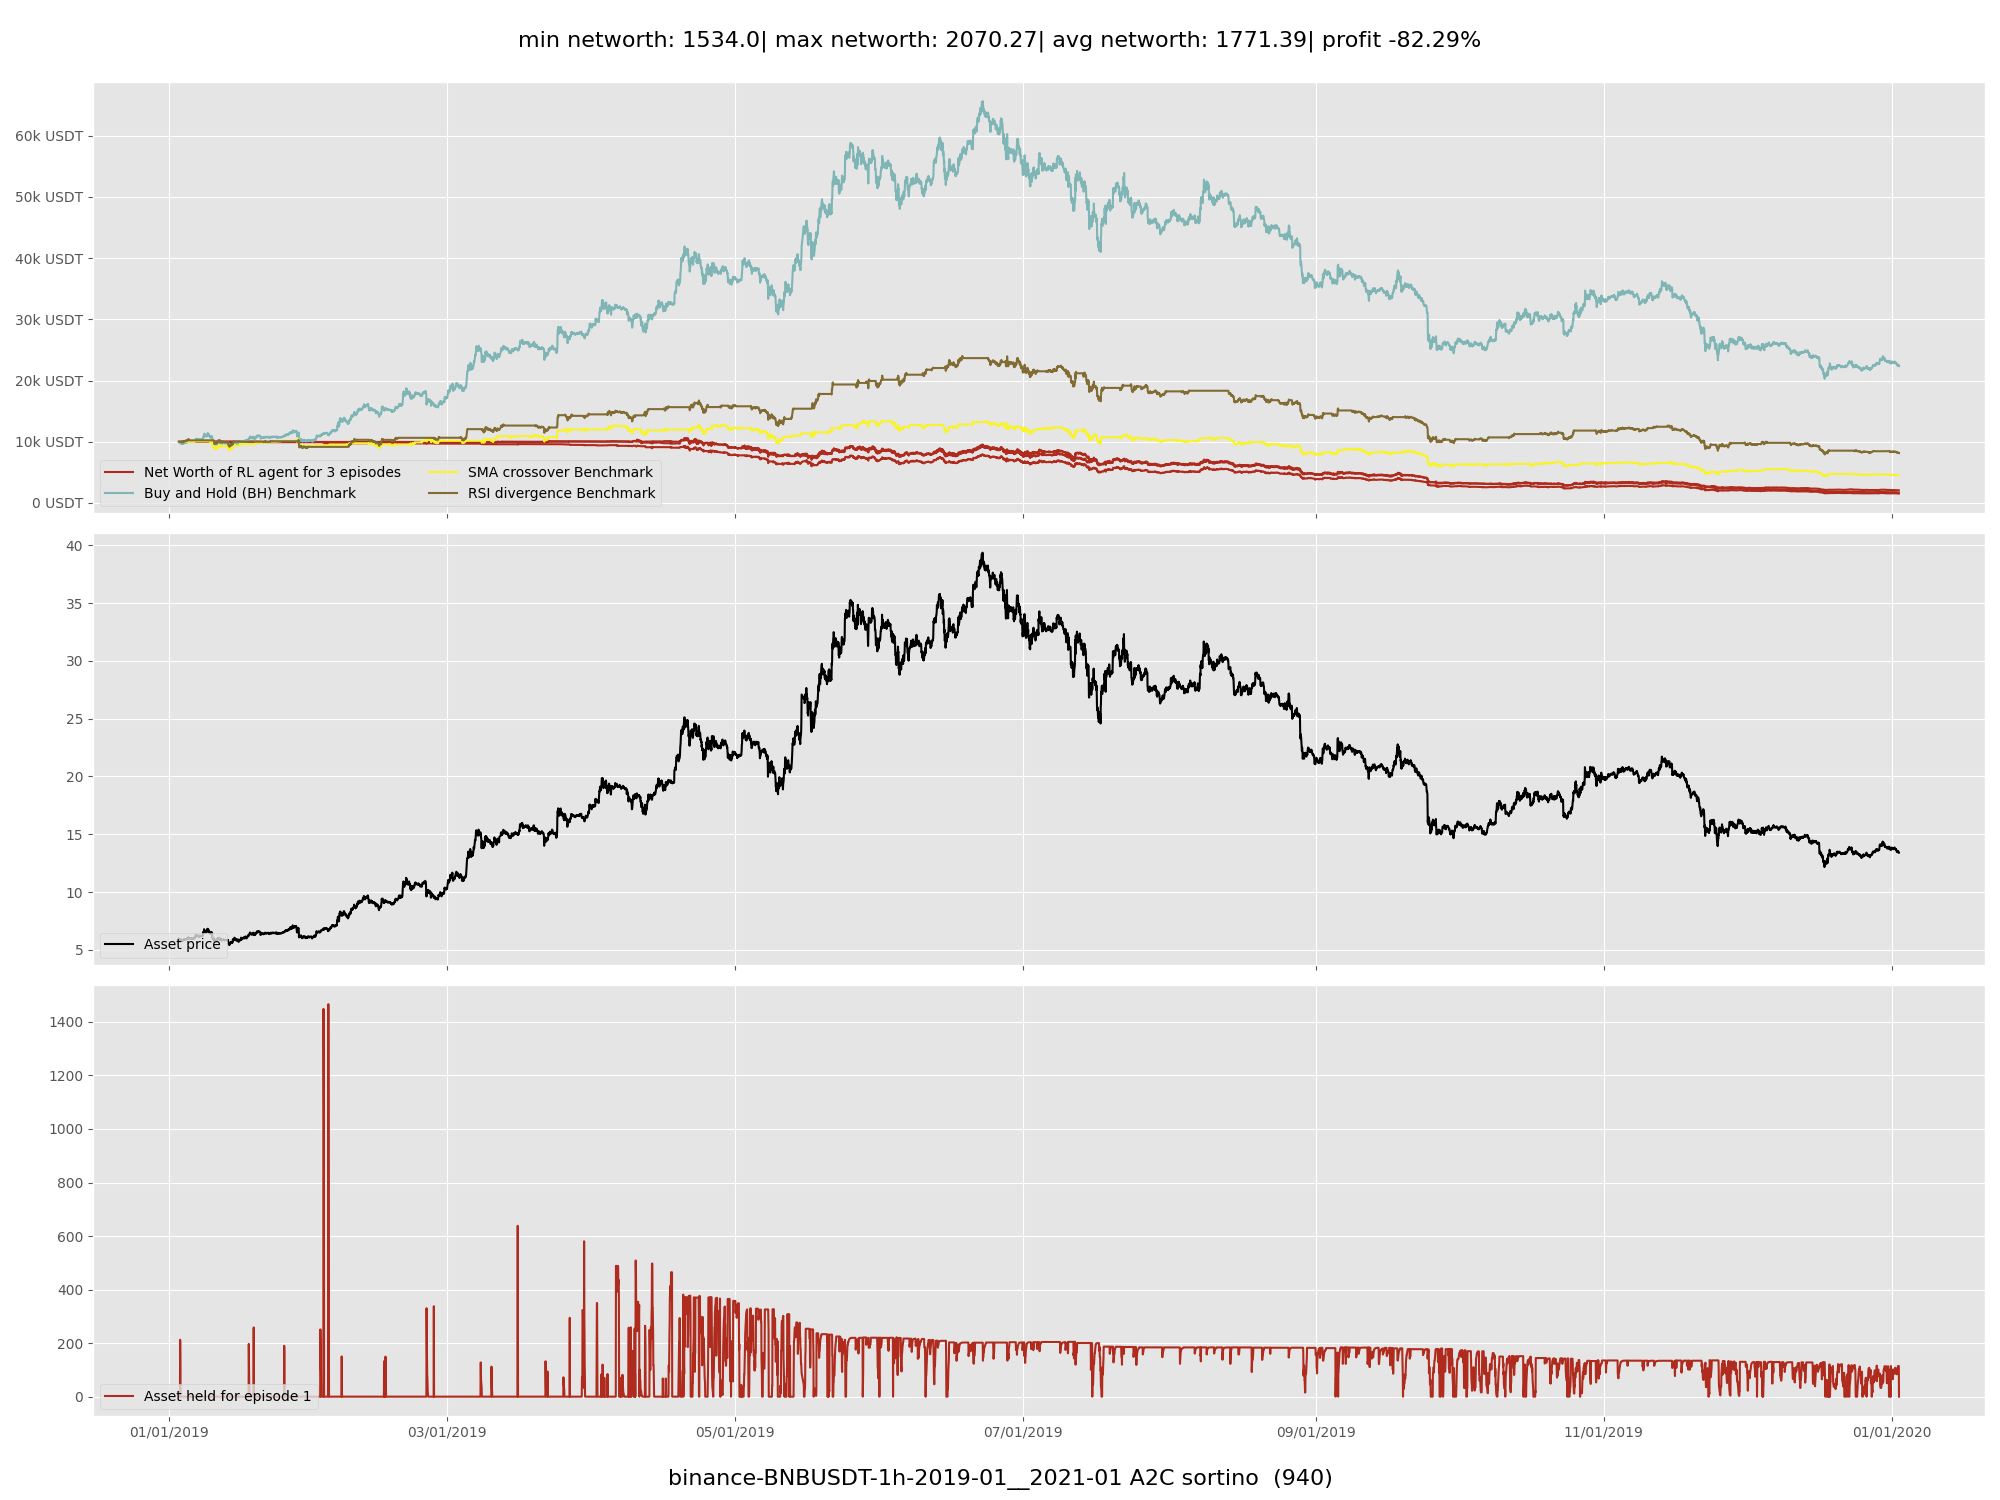 min networth: 1534.0| max networth: 2070.27| avg networth: 1771.39| profit -82.29%
60k USDT
50k USDT
40k USDT
30k USDT
20k USDT
10k USDT
0 USDT
Net Worth of RL agent for 3 episodes
Buy and Hold (BH) Benchmark
SMA crossover Benchmark
RSI divergence Benchmark
40
35
30
25
20
15
10
5
Asset price
1400
1200
1000
800
600
400
200
0
Asset held for episode 1
01/01/2019 03/01/2019 05/01/2019 07/01/2019 09/01/2019 11/01/2019 01/01/2020
binance-BNBUSDT-1h-2019-01__2021-01 A2C sortino (940)